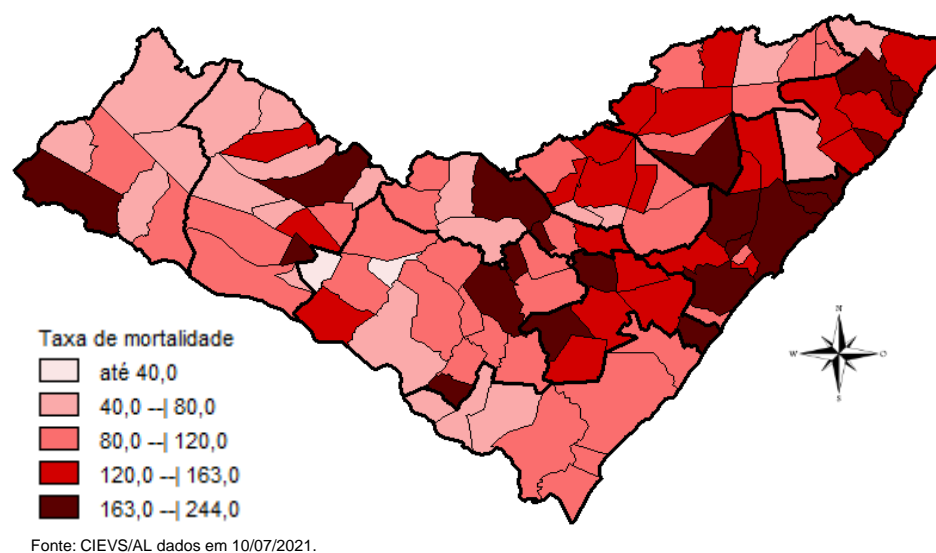 Taxa de mortalidade
até 40,0
40,0 --| 80,0
80,0 --| 120,0
120,0 --| 163,0
163,0 --| 244,0
N
W
O
S
Fonte: CIEVS/AL dados em 10/07/2021.